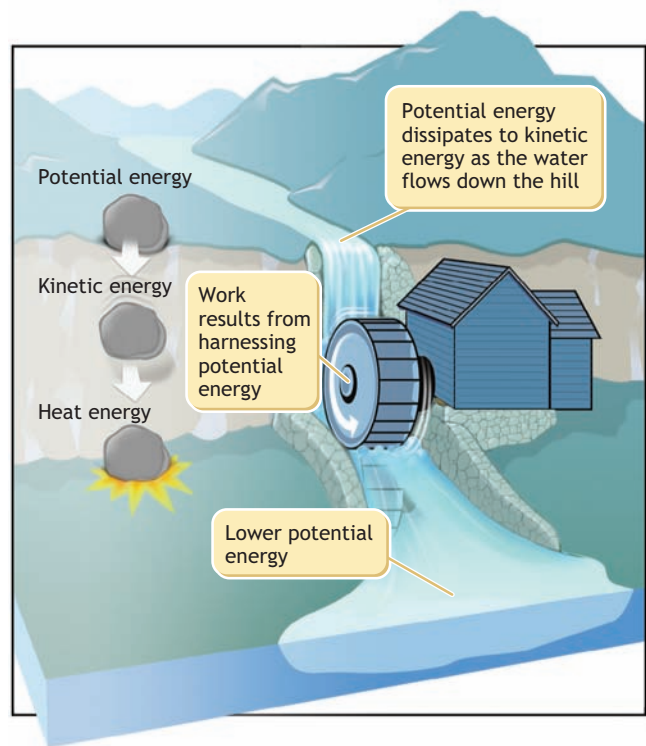 Potential energy
dissipates to kinetic
energy as the water
flows down the hill
Potential energy
Kinetic energy
Work
results from
harnessing
potential
energy
Heat energy
Lower potential
energy